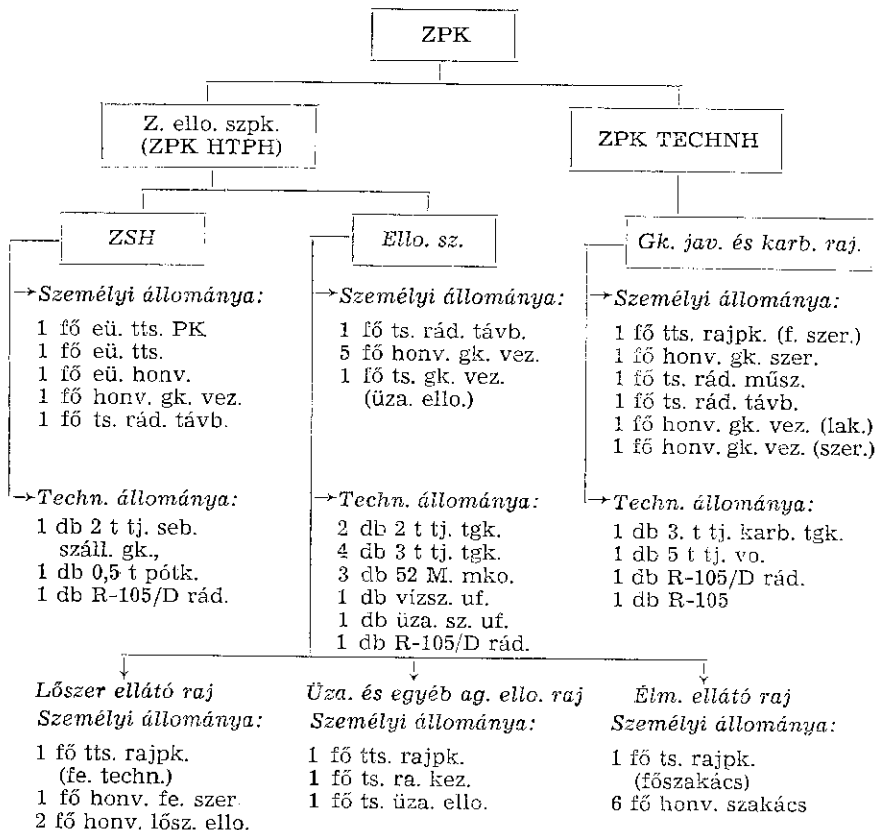 ZPK
Z. ello. szpk.
(ZPK HTPH)
ZPK TECHNH
ZSH
Személyi állománya:
1 fő eü. tts. PK
1 fő eü. tts.
1 fő eü. honv.
1 fő honv. gk. vez.
1 fő ts. rád. távb.
Techn. állománya:
1 db 2 t tj. seb.
száll. gk.,
1 db 0,5 t pótk.
1 db R-105/D rád.
Ello. sz.
Személyi állománya:
1 fő ts. rád. távb.
5 fő honv. gk. vez.
1 fő ts. gk. vez.
(üza. ello.)
Techn. állománya:
2 db 2 t tj. tgk.
4 db 3 t tj. tgk.
3 db 52 M. mko.
1 db vízsz. uf.
1 db üza. sz. uf.
1 db R-105/D rád.
Gk. jav. és karb. raj.
Személyi állománya:
1 fő tts. rajpk. (f. szer.)
1 fő honv. gk. szer.
1 fő ts. rád. műsz.
1 fő ts. rád. távb.
1 fő honv. gk. vez. (lak.)
1 fő honv. gk. vez. (szer.)
Techn. állománya:
1 db 3. t tj. karb. tgk.
1 db 5 t tj. vo.
1 db R-105/D rád.
1 db R-105
Lőszer ellátó raj
Személyi állománya:
1 fő tts. rajpk.
(fe. techn.)
1 fő honv. fe. szer
2 fő honv. lősz. ello.
Üza. és egyéb ag. ello. raj
Személyi állománya:
1 fő tts. rajpk.
1 fő ts. ra. kez.
1 fő ts. üza. ello.
Élm. ellátó raj
Személyi állománya:
1 fő ts. rajpk.
(főszakács)
6 fő honv. szakács